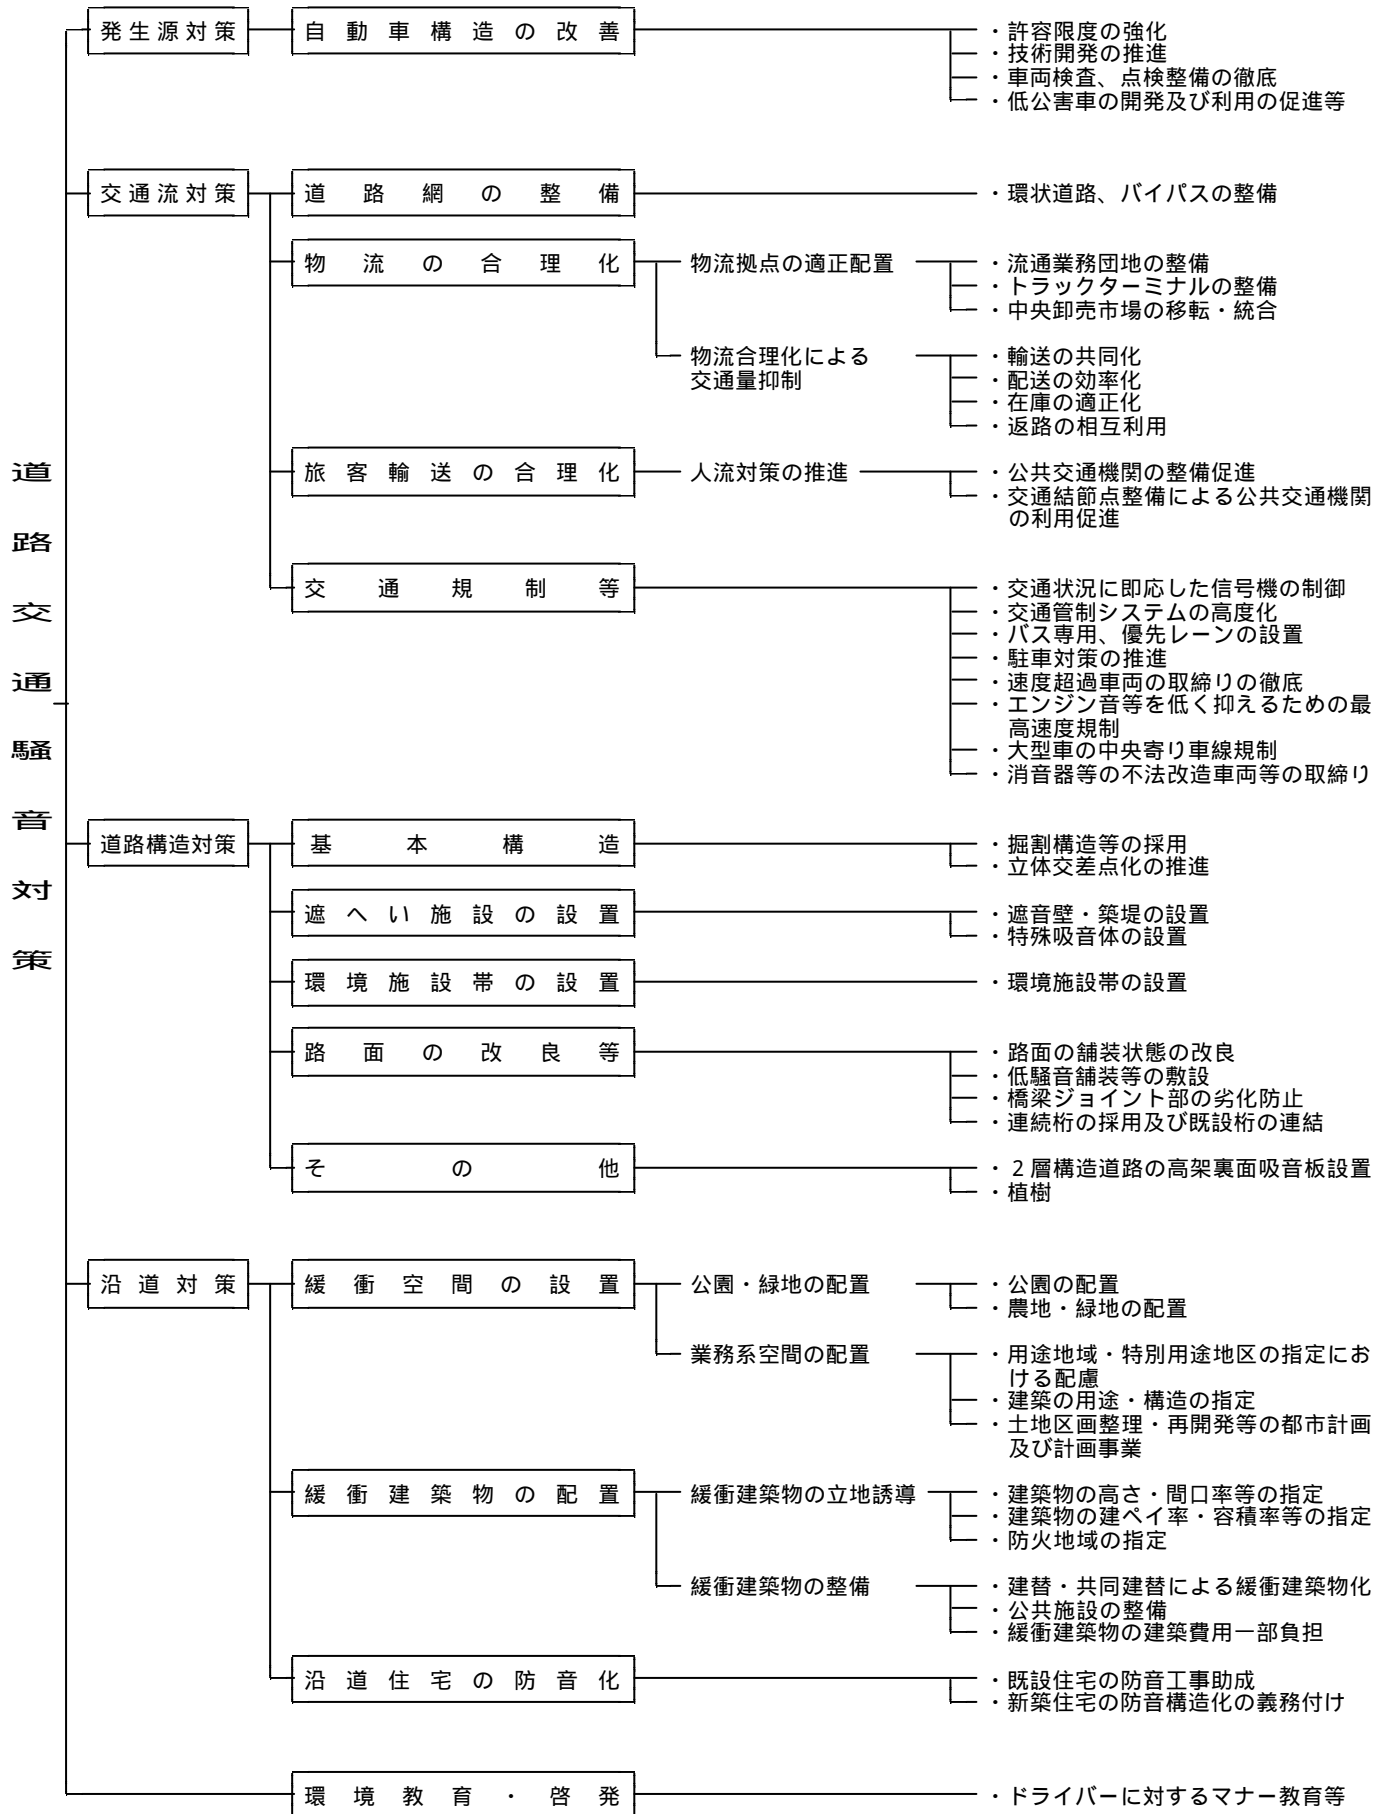 道路交通騒音対策
発生源対策
自動車構造の改善
・許容限度の強化
・技術開発の推進
・車両検査、点検整備の徹底
・低公害車の開発及び利用の促進等
交通流対策
道路網の整備
・環状道路、バイパスの整備
物流の合理化
物流拠点の適正配置
・流通業務団地の整備
・トラックターミナルの整備
・中央卸売市場の移転・統合
物流合理化による
交通量抑制
・輸送の共同化
・配送の効率化
・在庫の適正化
・返路の相互利用
旅客輸送の合理化
人流対策の推進
・公共交通機関の整備促進
・交通結節点整備による公共交通機関
の利用促進
交通規制等
・交通状況に即応した信号機の制御
・交通管制システムの高度化
・バス専用、優先レーンの設置
・駐車対策の推進
・速度超過車両の取締りの徹底
・エンジン音等を低く抑えるための最
高速度規制
・大型車の中央寄り車線規制
・消音器等の不法改造車両等の取締り
道路構造対策
基本構造
・掘割構造等の採用
・立体交差点化の推進
遮へい施設の設置
・遮音壁・築堤の設置
・特殊吸音体の設置
環境施設帯の設置
・環境施設帯の設置
路面の改良等
・路面の舗装状態の改良
・低騒音舗装等の敷設
・橋梁ジョイント部の劣化防止
・連続桁の採用及び既設桁の連結
その他
・２層構造道路の高架裏面吸音板設置
・植樹
沿道対策
緩衝空間の設置
公園・緑地の配置
・公園の配置
・農地・緑地の配置
業務系空間の配置
・用途地域・特別用途地区の指定にお
ける配慮
・建築の用途・構造の指定
・土地区画整理・再開発等の都市計画
及び計画事業
緩衝建築物の配置
緩衝建築物の立地誘導
・建築物の高さ・間口率等の指定
・建築物の建ペイ率・容積率等の指定
・防火地域の指定
緩衝建築物の整備
・建替・共同建替による緩衝建築物化
・公共施設の整備
・緩衝建築物の建築費用一部負担
沿道住宅の防音化
・既設住宅の防音工事助成
・新築住宅の防音構造化の義務付け
環境教育・啓発
・ドライバーに対するマナー教育等